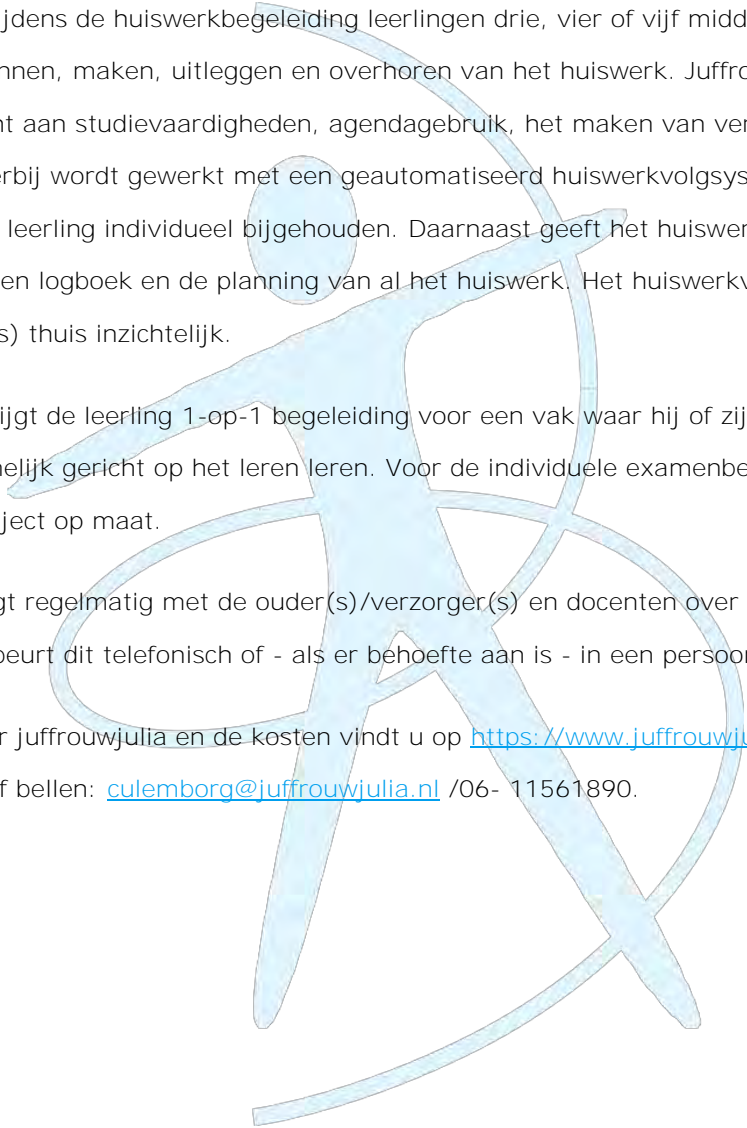 ijdens de huiswerkbegeleiding leerlingen drie, vier of vijf midd
nnen, maken, uitleggen en overhoren van het huiswerk. Juffro
nt aan studievaardigheden, agendagebruik, het maken van ver
erbij wordt gewerkt met een geautomatiseerd huiswerkvolgsys
leerling individueel bijgehouden. Daarnaast geeft het huiswer
en logboek en de planning van al het huiswerk. Het huiswerkv
s) thuis inzichtelijk.
ijgt de leerling 1-op-1 begeleiding voor een vak waar hij of zij
nelijk gericht op het leren leren. Voor de individuele examenbe
ject op maat.
gt regelmatig met de ouder(s)/verzorger(s) en docenten over
beurt dit telefonisch of - als er behoefte aan is - in een persoor
r juffrouwjulia en de kosten vindt u op https://www.juffrouwju
f bellen: culemborg@juffrouwjulia.nl /06- 11561890.